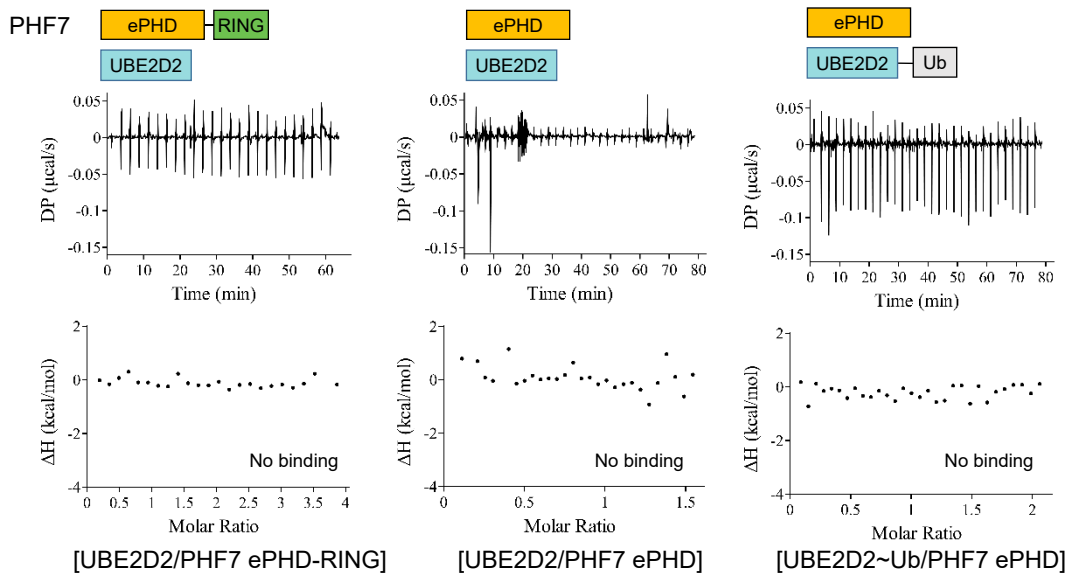 PHF7
ePHD RING
UBE2D2
0.05
0
-0.05
-0.1
-0.15
DP (µcal/s)
0 10 20 30 40 50 60
Time (min)
2
0
-2
-4
ΔH (kcal/mol)
No binding
0 0.5 1 1.5 2 2.5 3 3.5 4
Molar Ratio
[UBE2D2/PHF7 ePHD-RING]
ePHD
UBE2D2
0.05
0
-0.05
-0.1
-0.15
DP (µcal/s)
0 10 20 30 40 50 60 70 80
Time (min)
2
0
-2
-4
ΔH (kcal/mol)
No binding
0 0.5 1 1.5
Molar Ratio
[UBE2D2/PHF7 ePHD]
ePHD
UBE2D2 Ub
0.05
0
-0.05
-0.1
-0.15
DP (µcal/s)
0 10 20 30 40 50 60 70 80
Time (min)
2
0
-2
-4
ΔH (kcal/mol)
No binding
0 0.5 1 1.5 2
Molar Ratio
[UBE2D2~Ub/PHF7 ePHD]